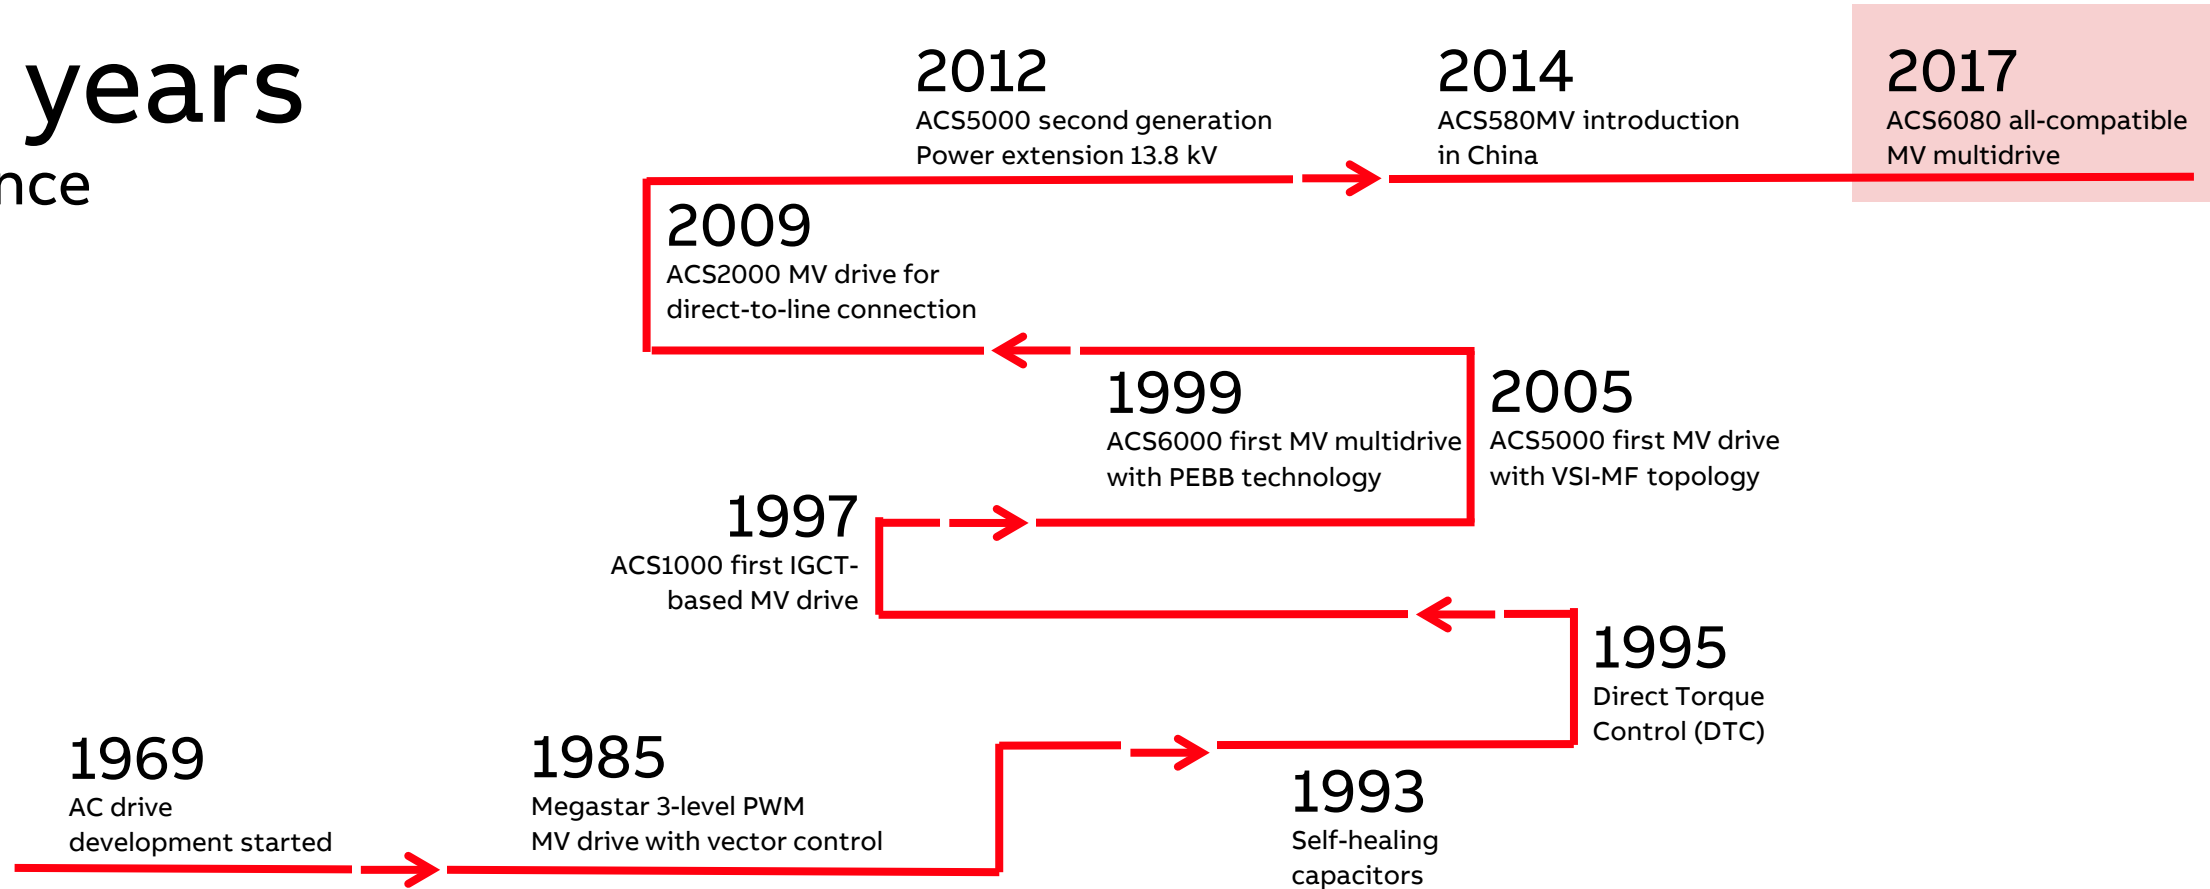 years
nce
2012
ACS5000 second generation
Power extension 13.8 kV
2014
ACS580MV introduction
in China
2017
ACS6080 all-compatible
MV multidrive
2009
ACS2000 MV drive for
direct-to-line connection
1999
ACS6000 first MV multidrive
with PEBB technology
2005
ACS5000 first MV drive
with VSI-MF topology
1997
ACS1000 first IGCT-
based MV drive
1995
Direct Torque
Control (DTC)
1969
AC drive
development started
1985
Megastar 3-level PWM
MV drive with vector control
1993
Self-healing
capacitors